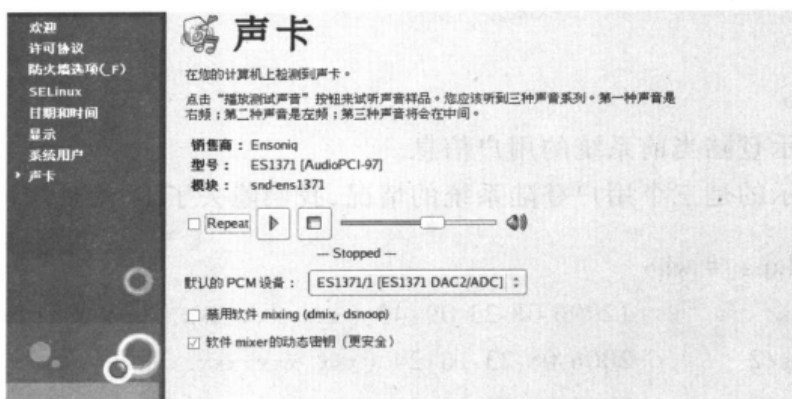 欢迎
许可协议
防火墙选项(_F)
SELinux
日期和时间
显示
系统用户
声卡
声卡
在您的计算机上检测到声卡。
点击“播放测试声音”按钮来试听声音样品。您应该听到三种声音系列。第一种声音是
右频；第二种声音是左频；第三种声音将会在中间。
销售商： Ensoniq
型号： ES1371 [AudioPCI-97]
模块： snd-ens1371
Repeat
--- Stopped ---
默认的 PCM 设备： ES1371/1 [ES1371 DAC2/ADC]
禁用软件 mixing (dmix, dsnoop)
软件 mixer的动态密钥（更安全）